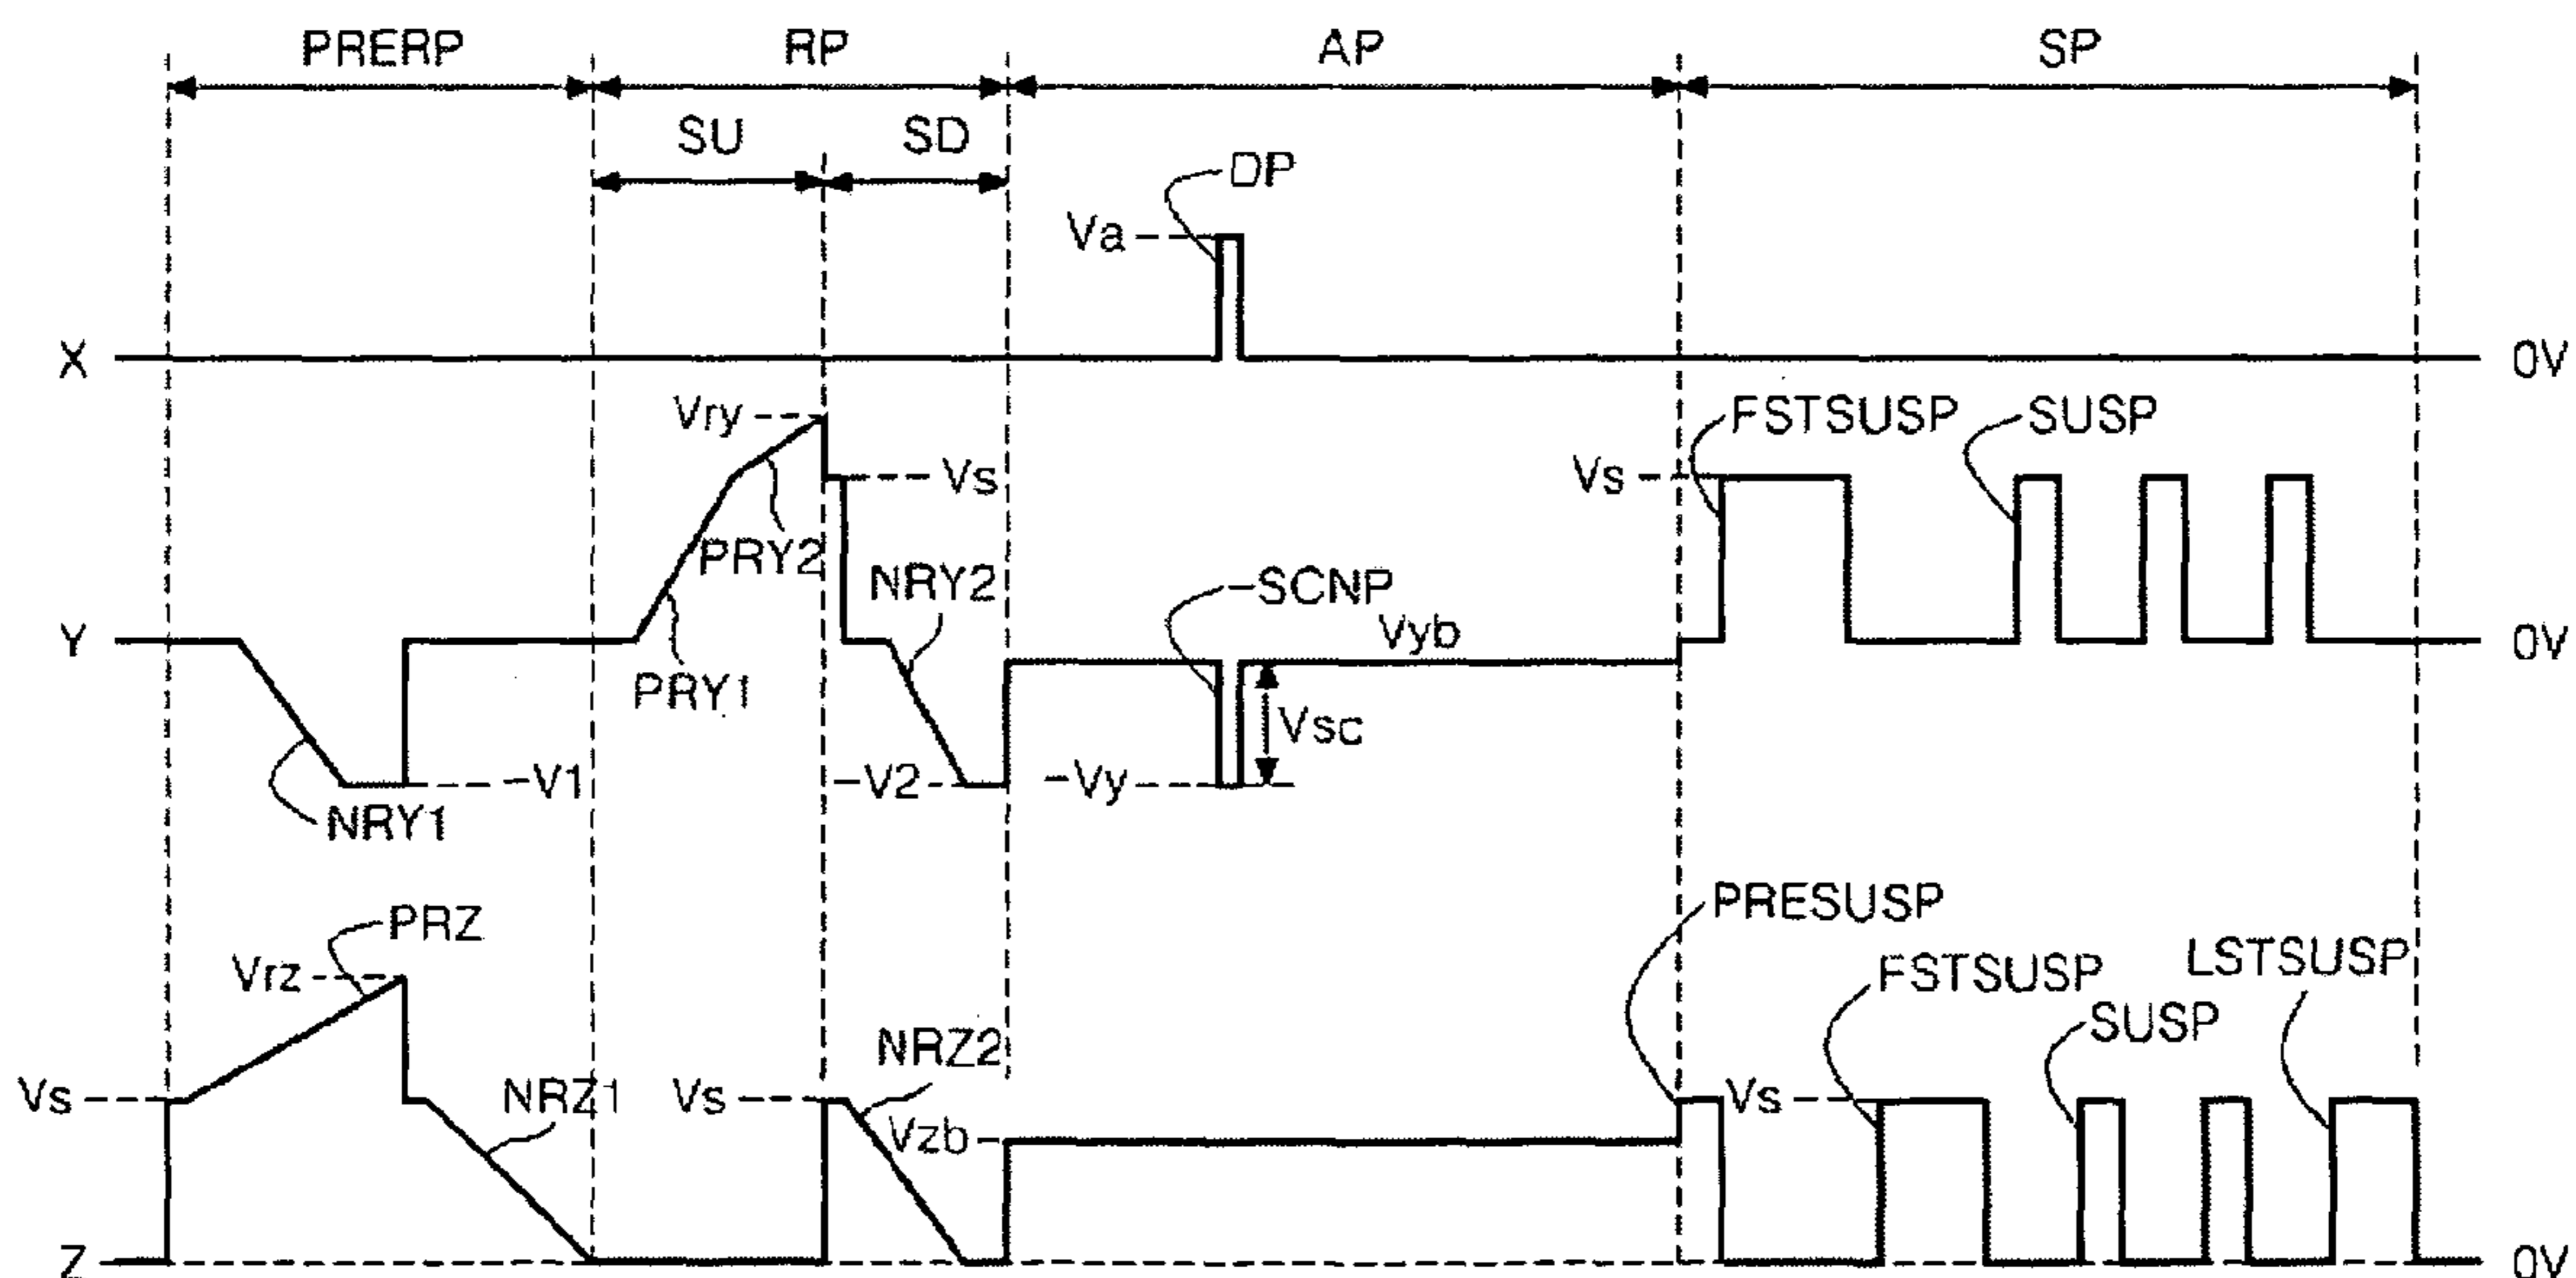 PRERP RP AP SP
SU SD
DP
Va
X 0V
Vry FSTSUSP SUSP
Vs Vs
PRY2 NRY2 -SCNP
Y Vyb 0V
PRY1
Vsc
-V1 -V2 -Vy
NRY1
PRESUSP
PRZ
Vrz FSTSUSP LSTSUSP
NRZ2 SUSP
Vs NRZ1 Vs Vs
Vzb
Z 0V